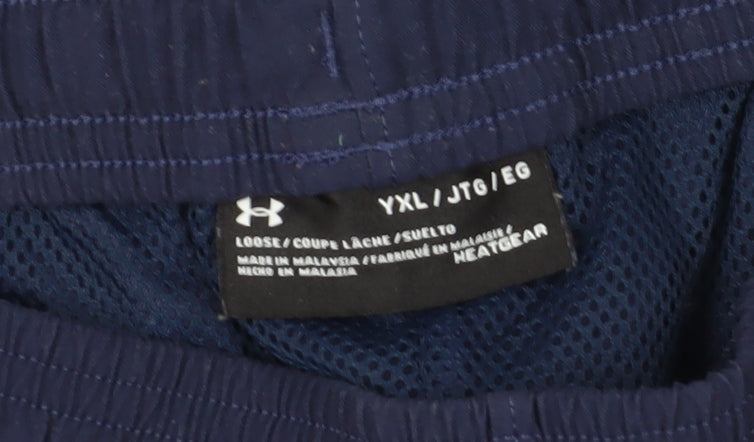 YXL / JTG / EG
LOOSE / COUPE LÂCHE / SUELTO
MADE IN MALAYSIA / FABRIQUÉ EN MALAISIE /
HECHO EN MALASIA
HEATGEAR